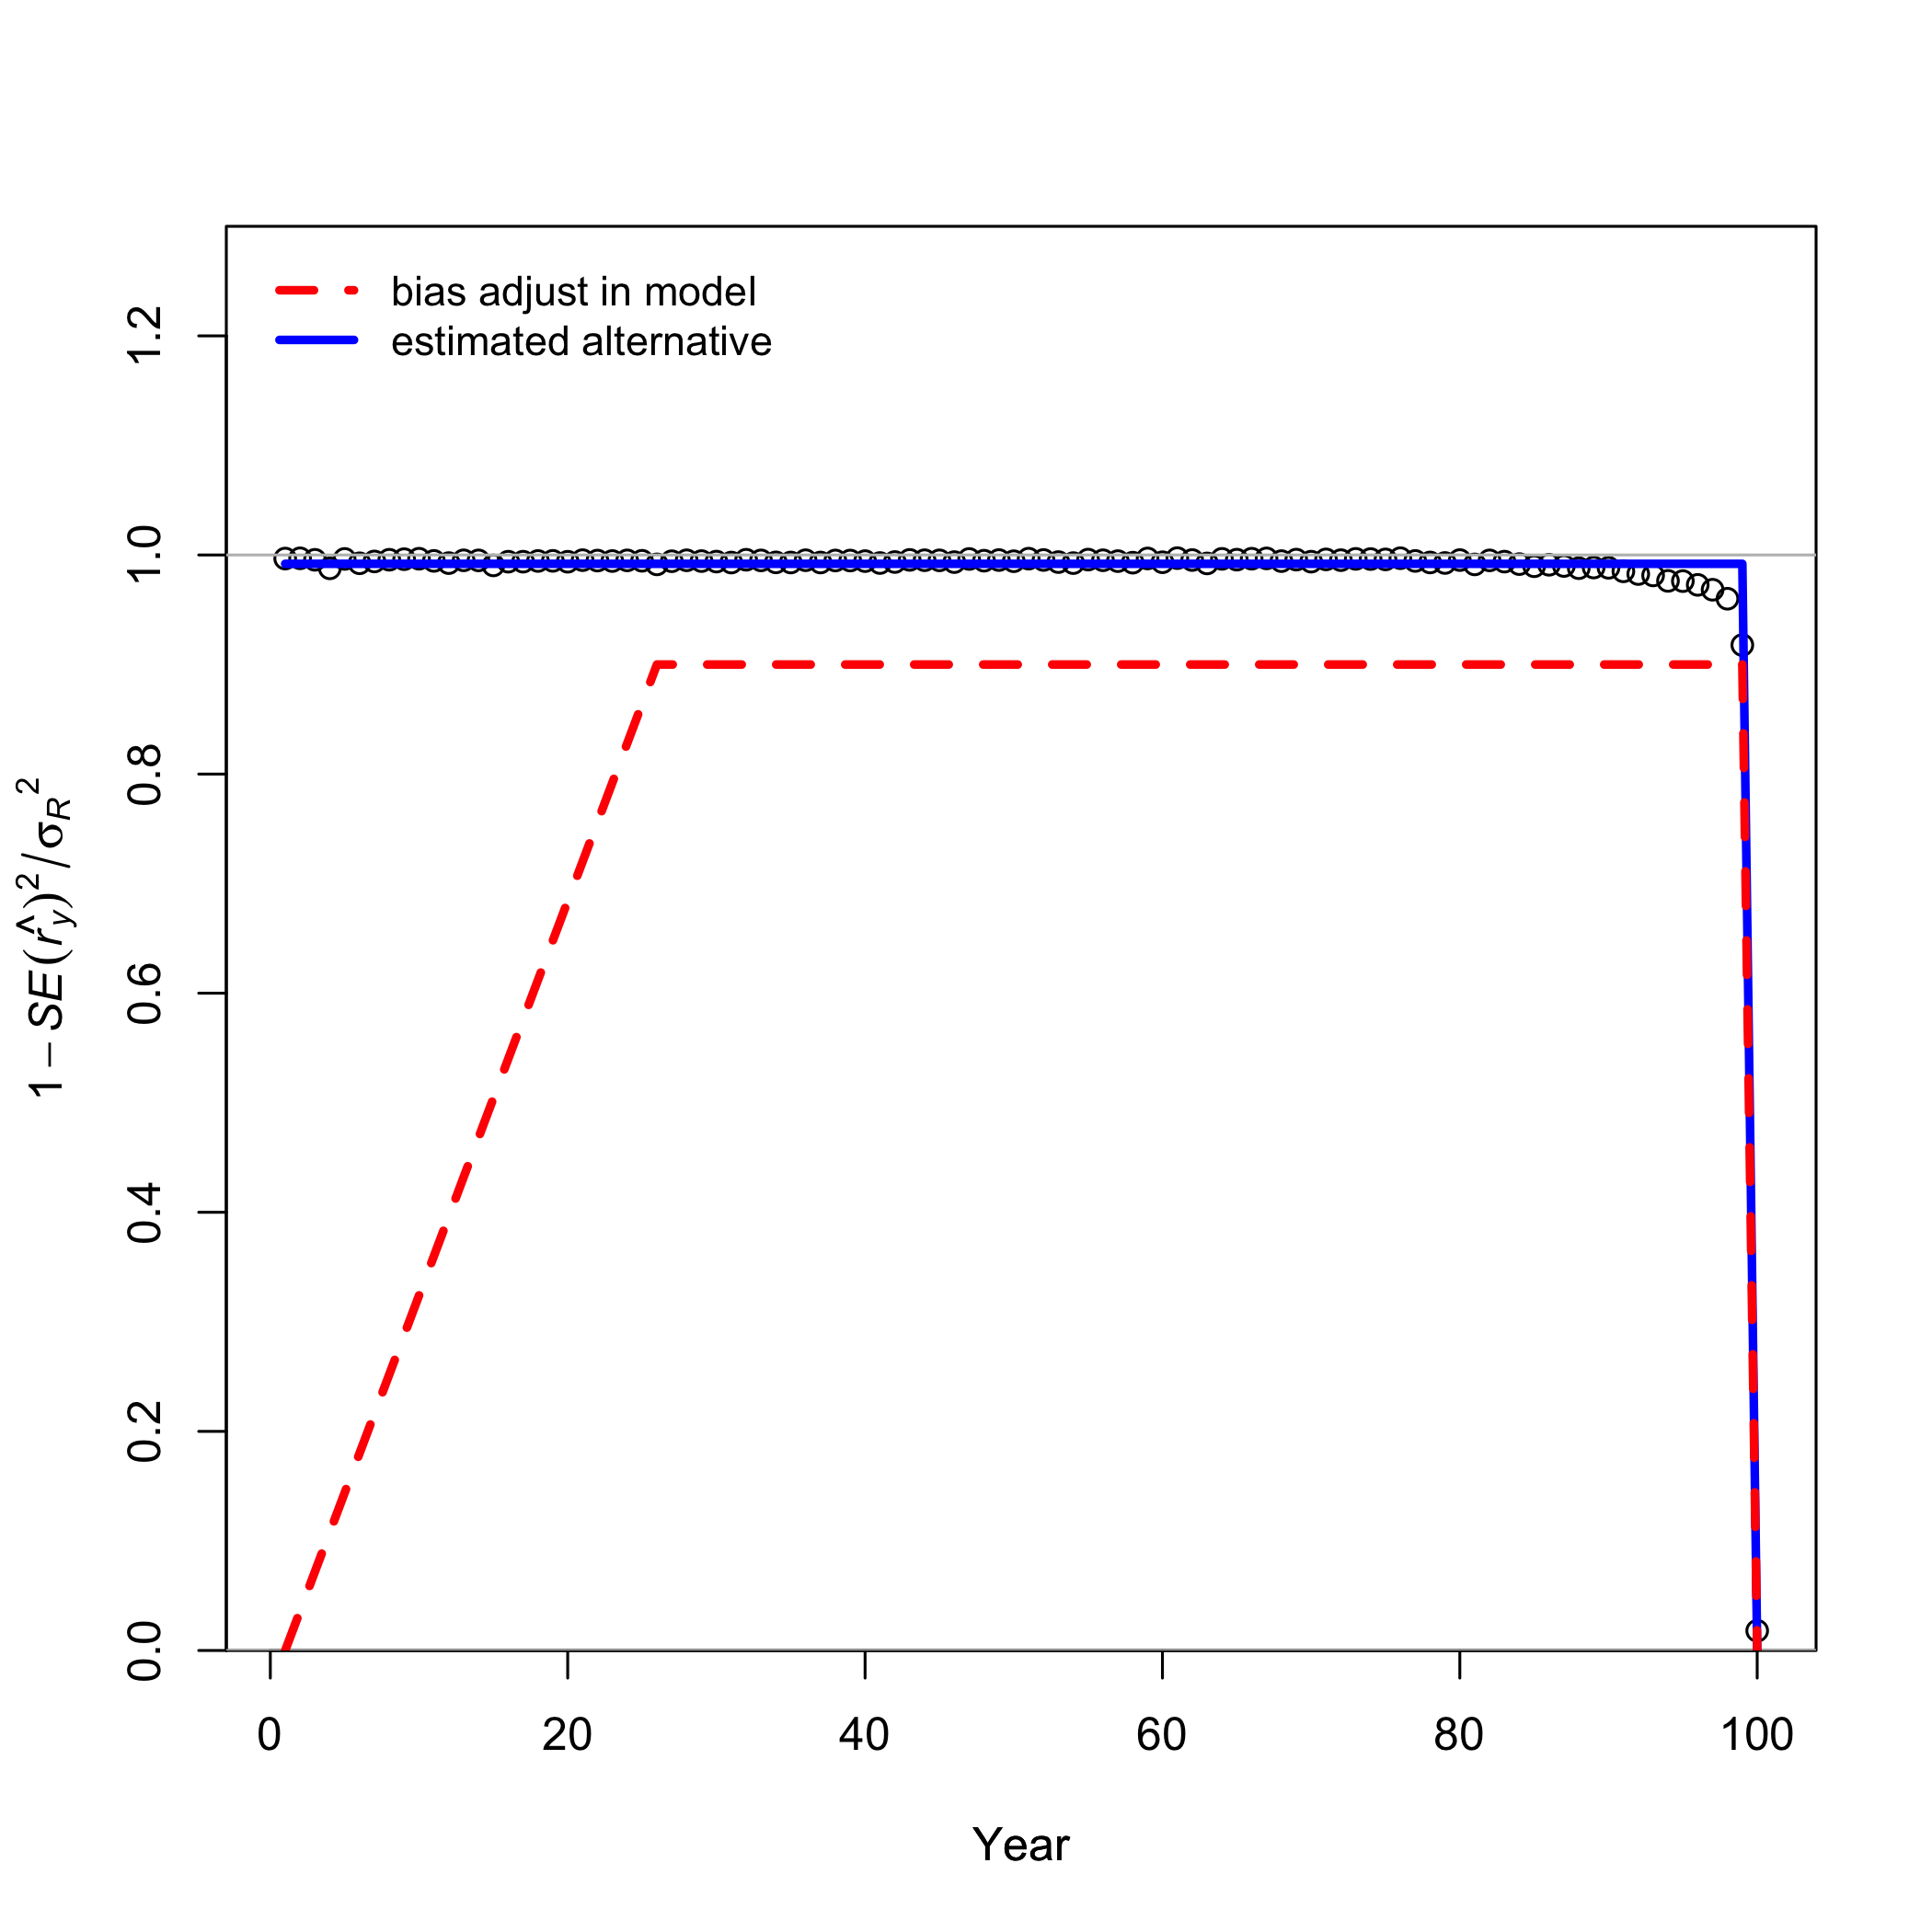 bias adjust in model
estimated alternative
1 − SE(r̂_y)² / σ_R²
1.2
1.0
0.8
0.6
0.4
0.2
0.0
0 20 40 60 80 100
Year